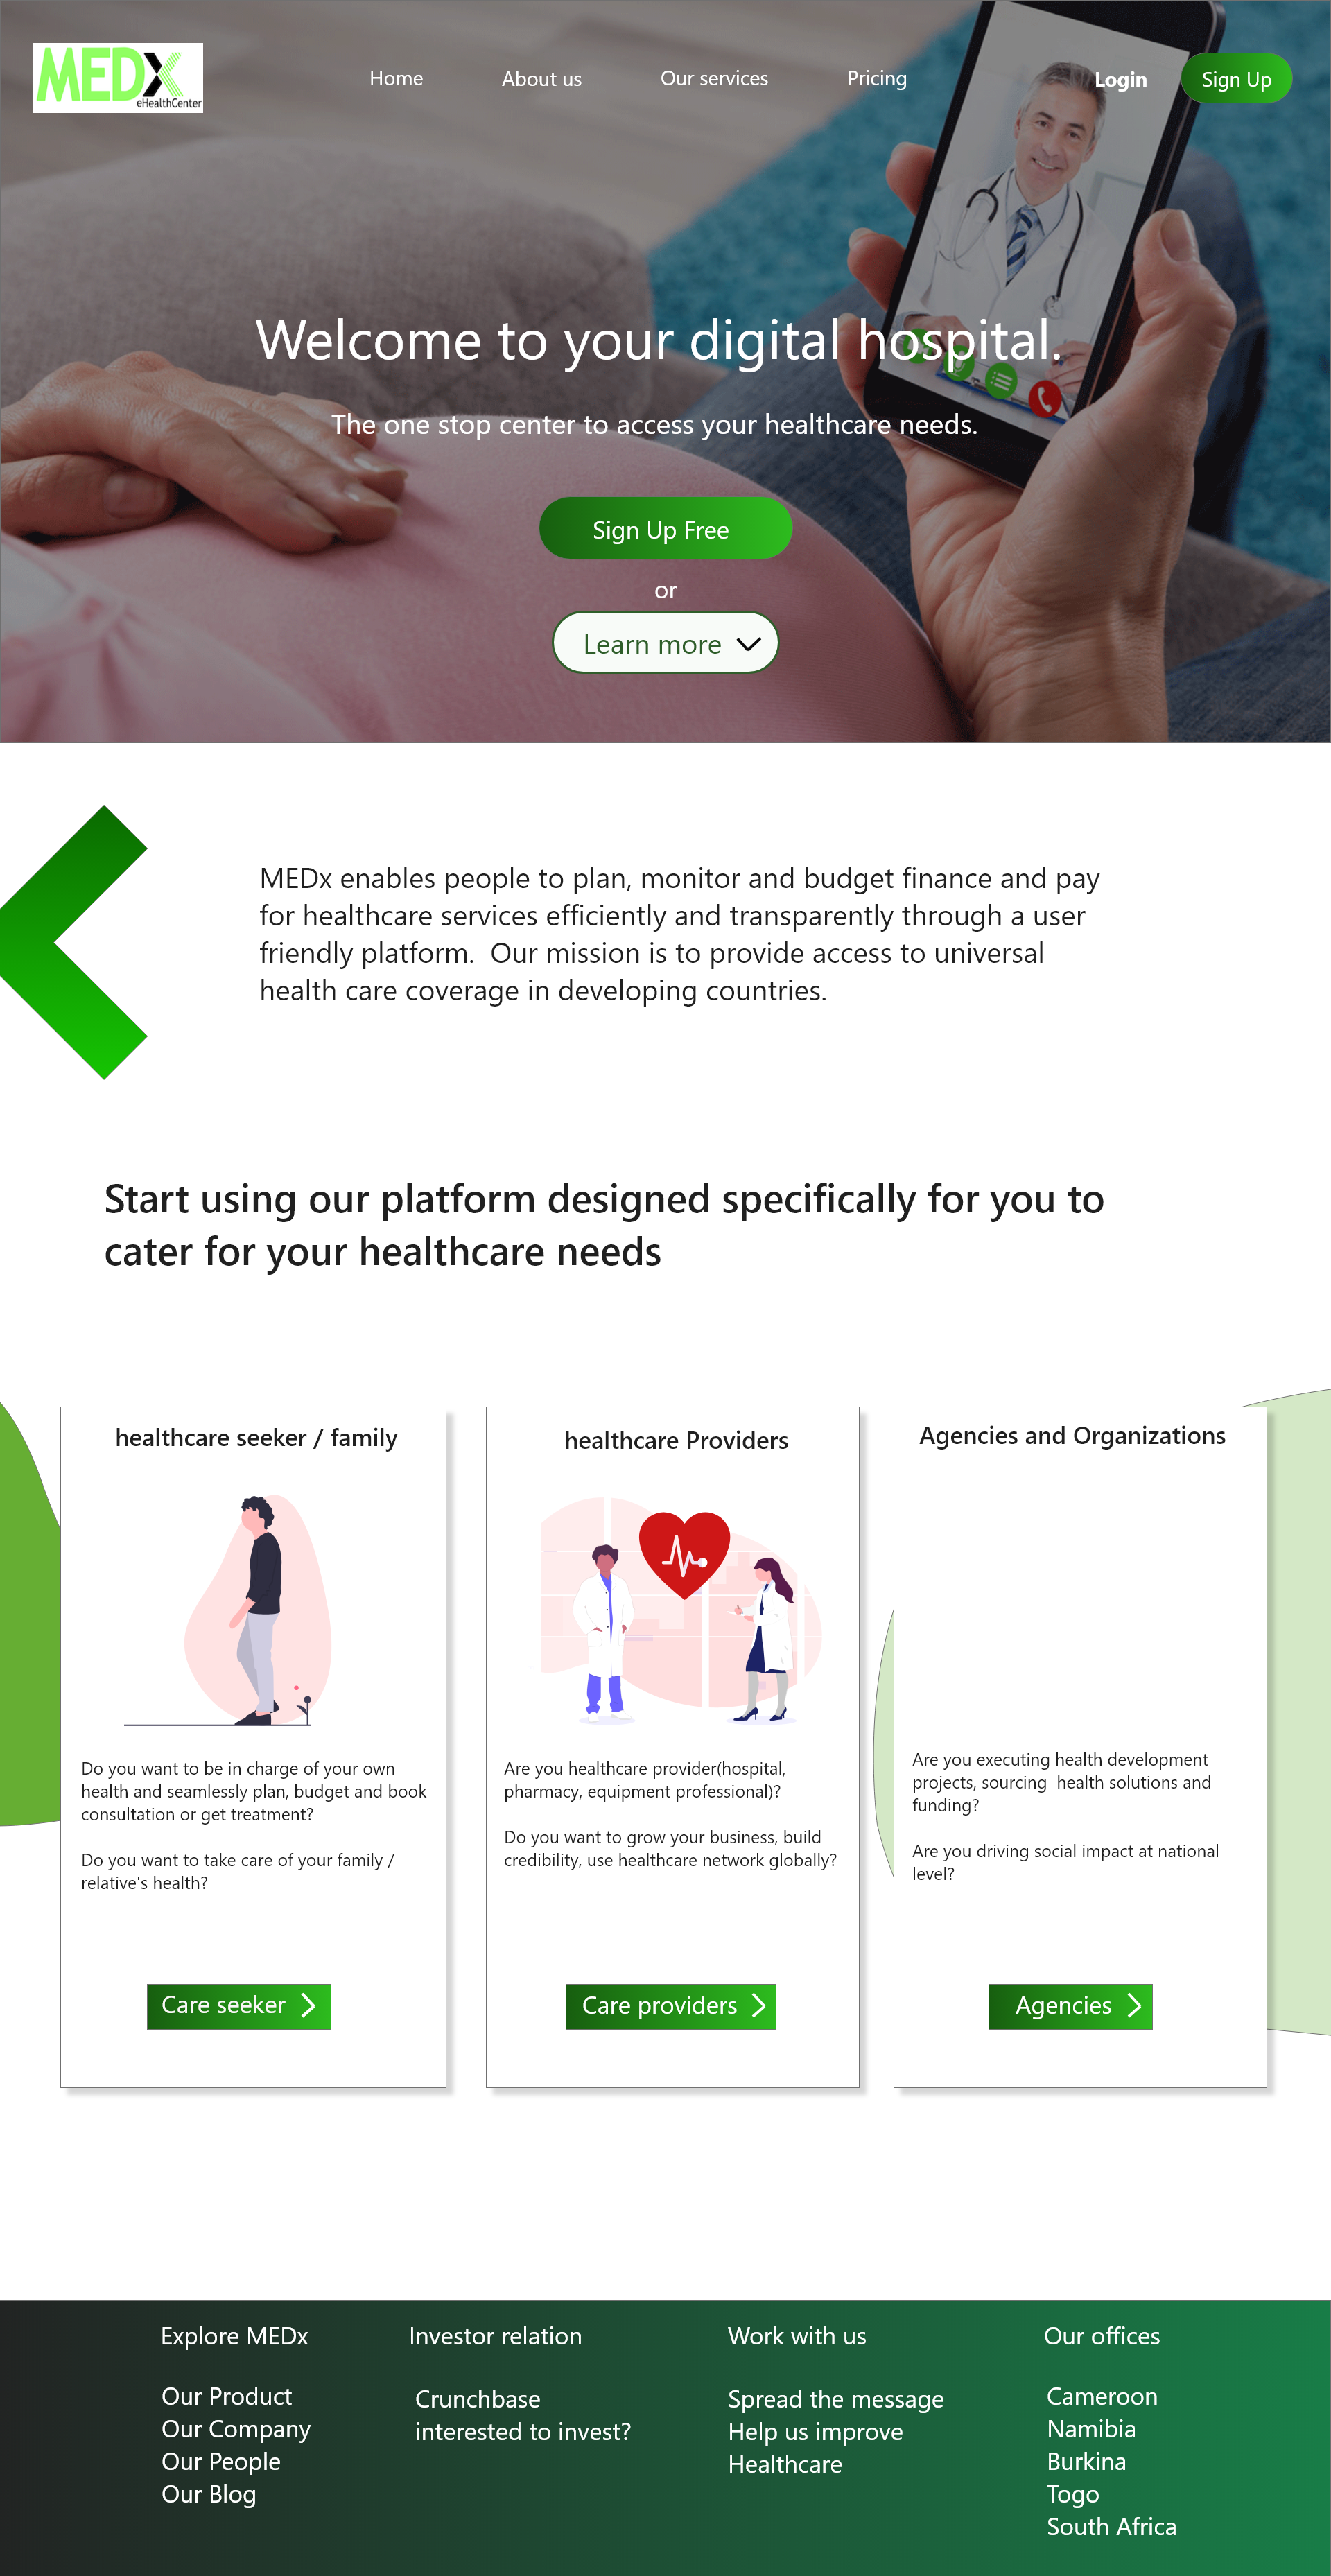 MEDX
eHealthCenter
Home
About us
Our services
Pricing
Login
Sign Up
Welcome to your digital hospital.
The one stop center to access your healthcare needs.
Sign Up Free
or
Learn more
MEDx enables people to plan, monitor and budget finance and pay
for healthcare services efficiently and transparently through a user
friendly platform.  Our mission is to provide access to universal
health care coverage in developing countries.
Start using our platform designed specifically for you to
cater for your healthcare needs
healthcare seeker / family
Do you want to be in charge of your own
health and seamlessly plan, budget and book
consultation or get treatment?
Do you want to take care of your family /
relative's health?
Care seeker
healthcare Providers
Are you healthcare provider(hospital,
pharmacy, equipment professional)?
Do you want to grow your business, build
credibility, use healthcare network globally?
Care providers
Agencies and Organizations
Are you executing health development
projects, sourcing  health solutions and
funding?
Are you driving social impact at national
level?
Agencies
Explore MEDx
Our Product
Our Company
Our People
Our Blog
Investor relation
Crunchbase
interested to invest?
Work with us
Spread the message
Help us improve
Healthcare
Our offices
Cameroon
Namibia
Burkina
Togo
South Africa